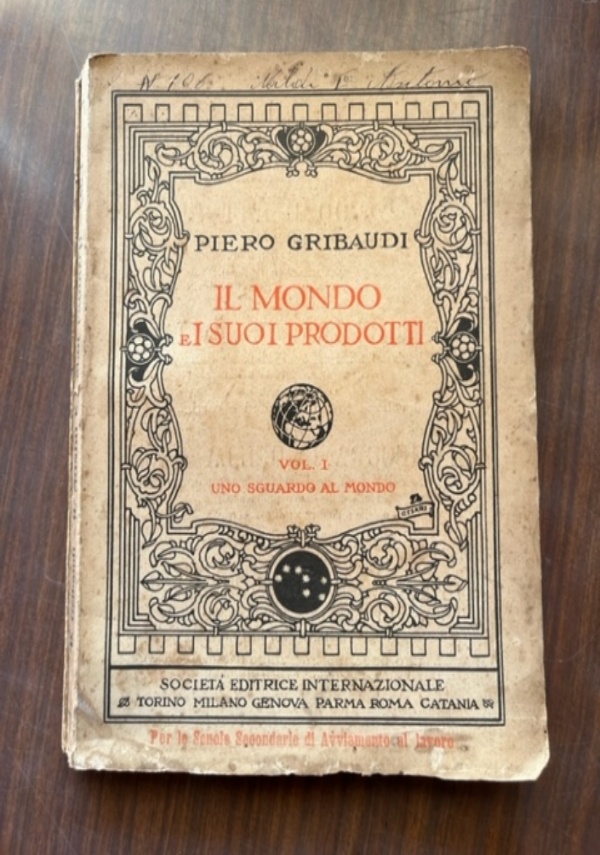 PIERO GRIBAUDI
IL MONDO
E I SUOI PRODOTTI
VOL. I
UNO SGUARDO AL MONDO
SOCIETÁ EDITRICE INTERNAZIONALE
TORINO MILANO GENOVA PARMA ROMA CATANIA
Per le Scuole Secondarie di Avviamento al lavoro